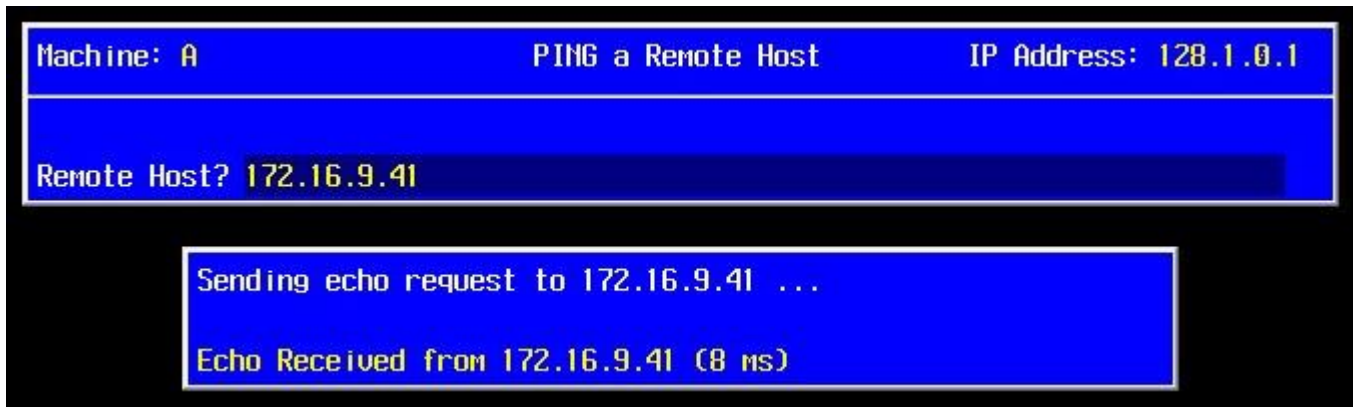 Machine: A PING a Remote Host IP Address: 128.1.0.1
Remote Host? 172.16.9.41
Sending echo request to 172.16.9.41 ...
Echo Received from 172.16.9.41 (8 ms)